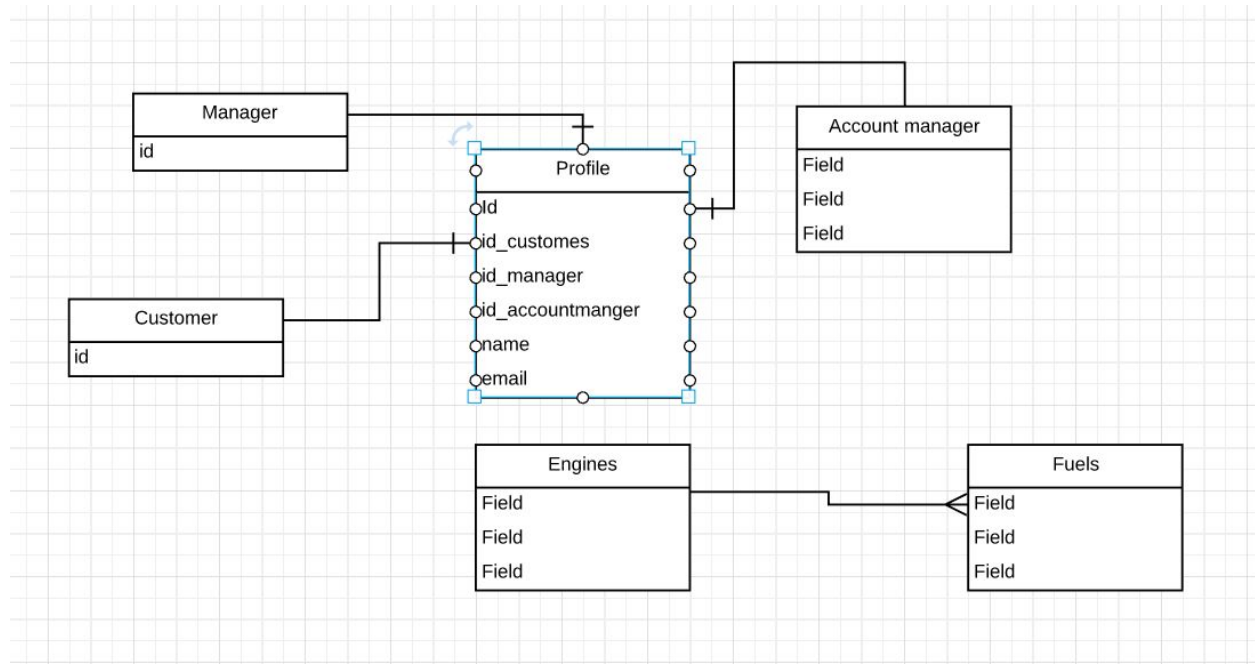 Manager
id
Account manager
Field
Field
Field
Profile
Id
id_customes
id_manager
id_accountmanger
name
email
Customer
id
Engines
Field
Field
Field
Fuels
Field
Field
Field